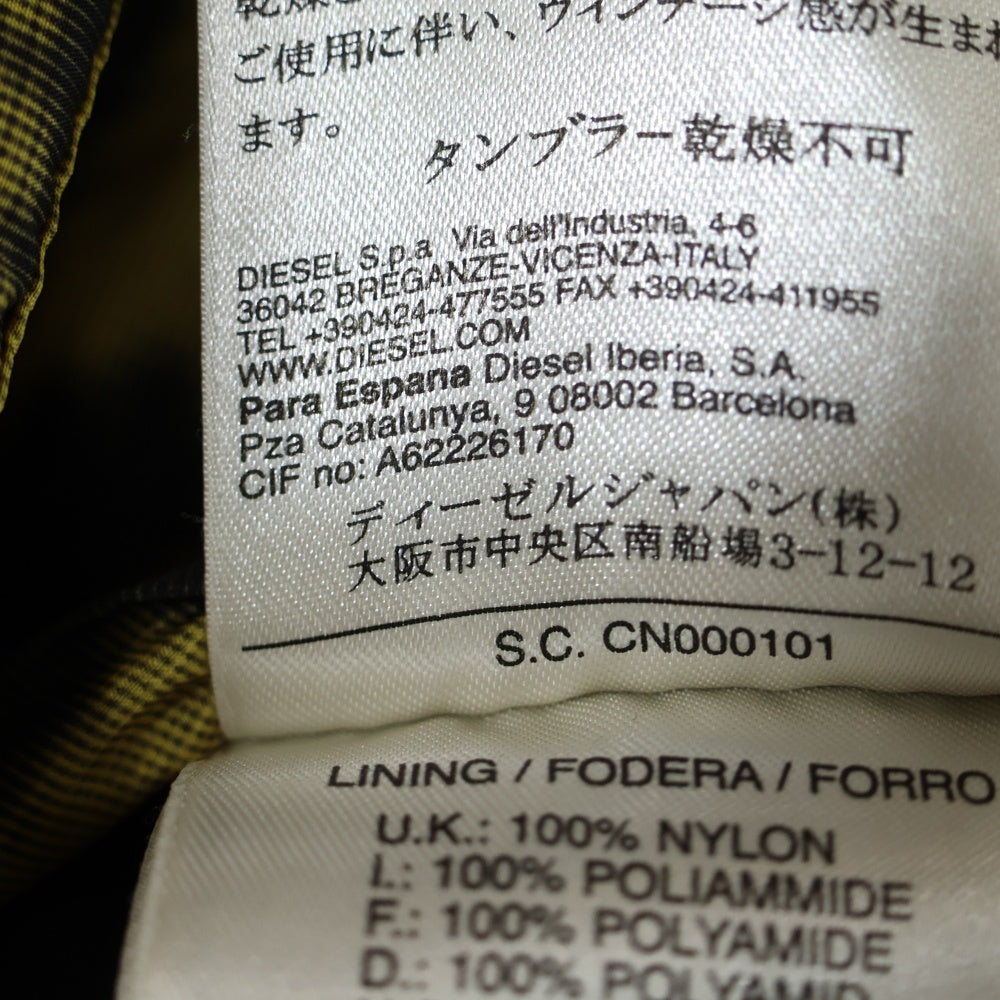 ご使用に伴い、ヴィンテージ感が生まれ
ます。
タンブラー乾燥不可
DIESEL S.p.a. Via dell'Industria, 4-6
36042 BREGANZE-VICENZA-ITALY
TEL +390424-477555 FAX +390424-411955
WWW.DIESEL.COM
Para Espana Diesel Iberia, S.A.
Pza Catalunya, 9 08002 Barcelona
CIF no: A62226170
ディーゼルジャパン(株)
大阪市中央区南船場3-12-12
S.C. CN000101
LINING / FODERA / FORRO
U.K.: 100% NYLON
I.: 100% POLIAMMIDE
F.: 100% POLYAMIDE
D.: 100% POLYAMID